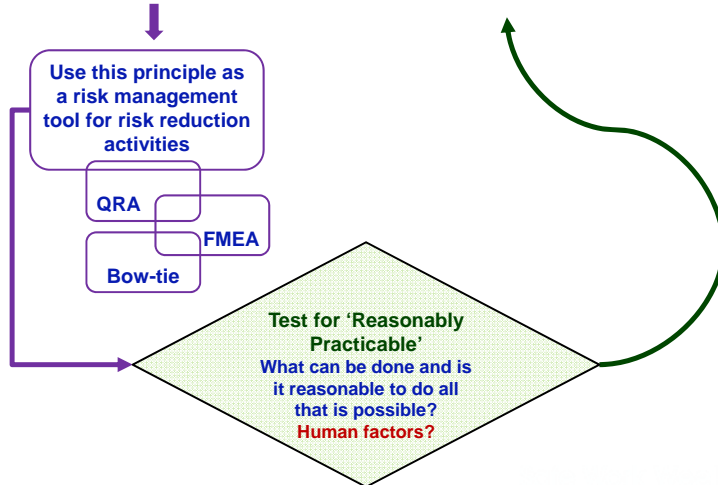 Use this principle as
a risk management
tool for risk reduction
activities
QRA
FMEA
Bow-tie
Test for ‘Reasonably
Practicable’
What can be done and is
it reasonable to do all
that is possible?
Human factors?